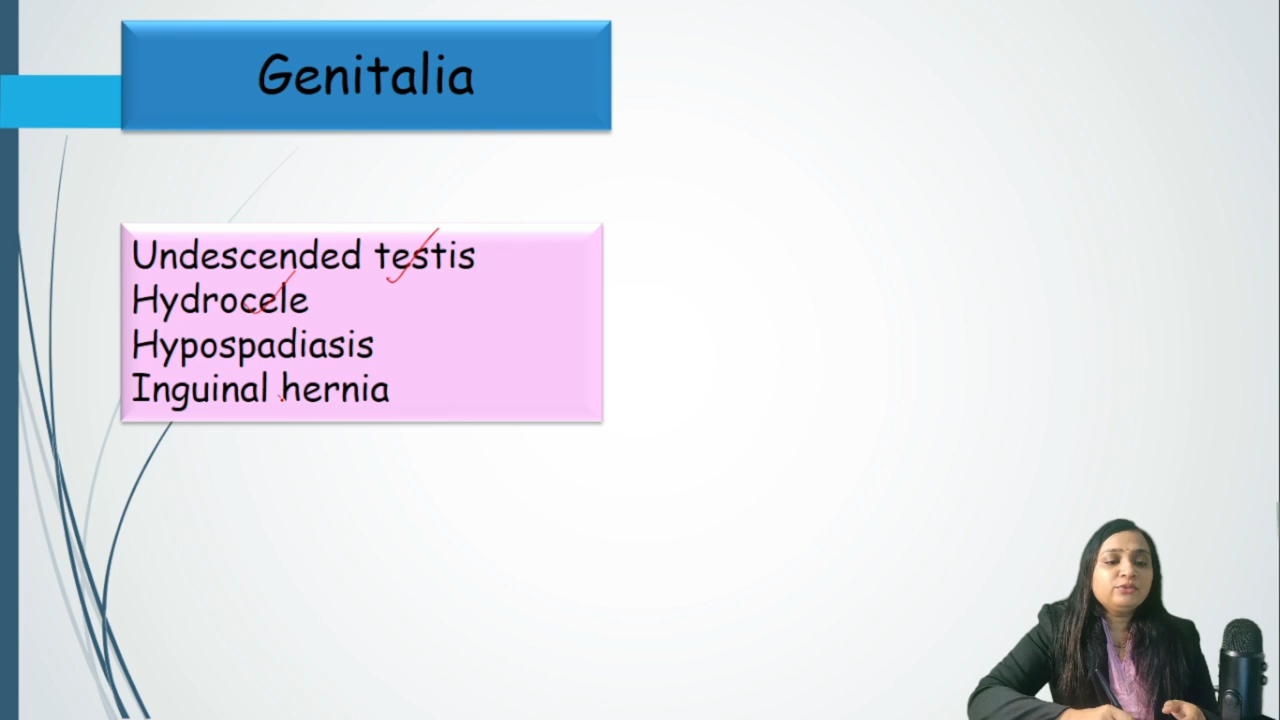 Genitalia
Undescended testis
Hydrocele
Hypospadiasis
Inguinal hernia